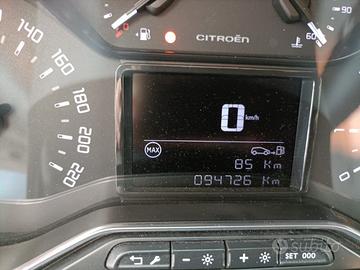 90
60
CITROËN
140
160
180
200
220
0 km/h
MAX
85 Km
094726 Km
- + SET 000
subito